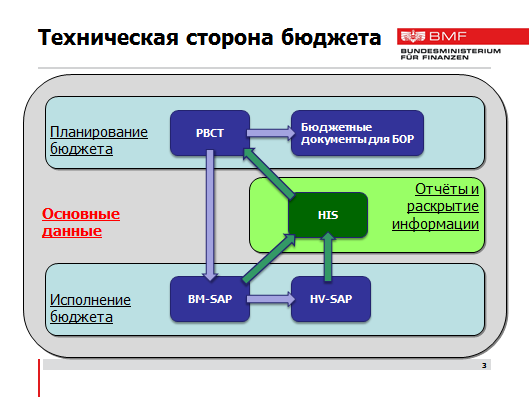 Техническая сторона бюджета
BMF
BUNDESMINISTERIUM
FÜR FINANZEN
Планирование
бюджета
PBCT
Бюджетные
документы для БОР
Отчёты и
раскрытие
информации
HIS
Основные
данные
Исполнение
бюджета
BM-SAP
HV-SAP
3